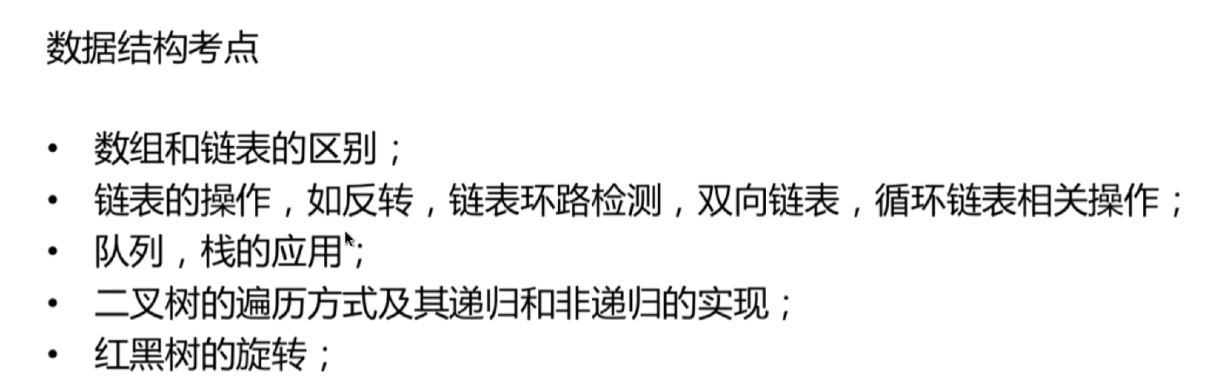 数据结构考点
• 数组和链表的区别；
• 链表的操作，如反转，链表环路检测，双向链表，循环链表相关操作；
• 队列，栈的应用；
• 二叉树的遍历方式及其递归和非递归的实现；
• 红黑树的旋转；